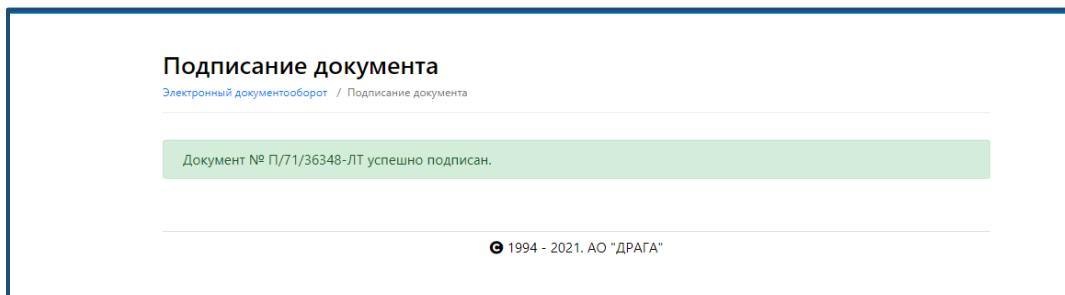 Подписание документа
Электронный документооборот / Подписание документа
Документ № П/71/36348-ЛТ успешно подписан.
© 1994 - 2021. АО "ДРАГА"